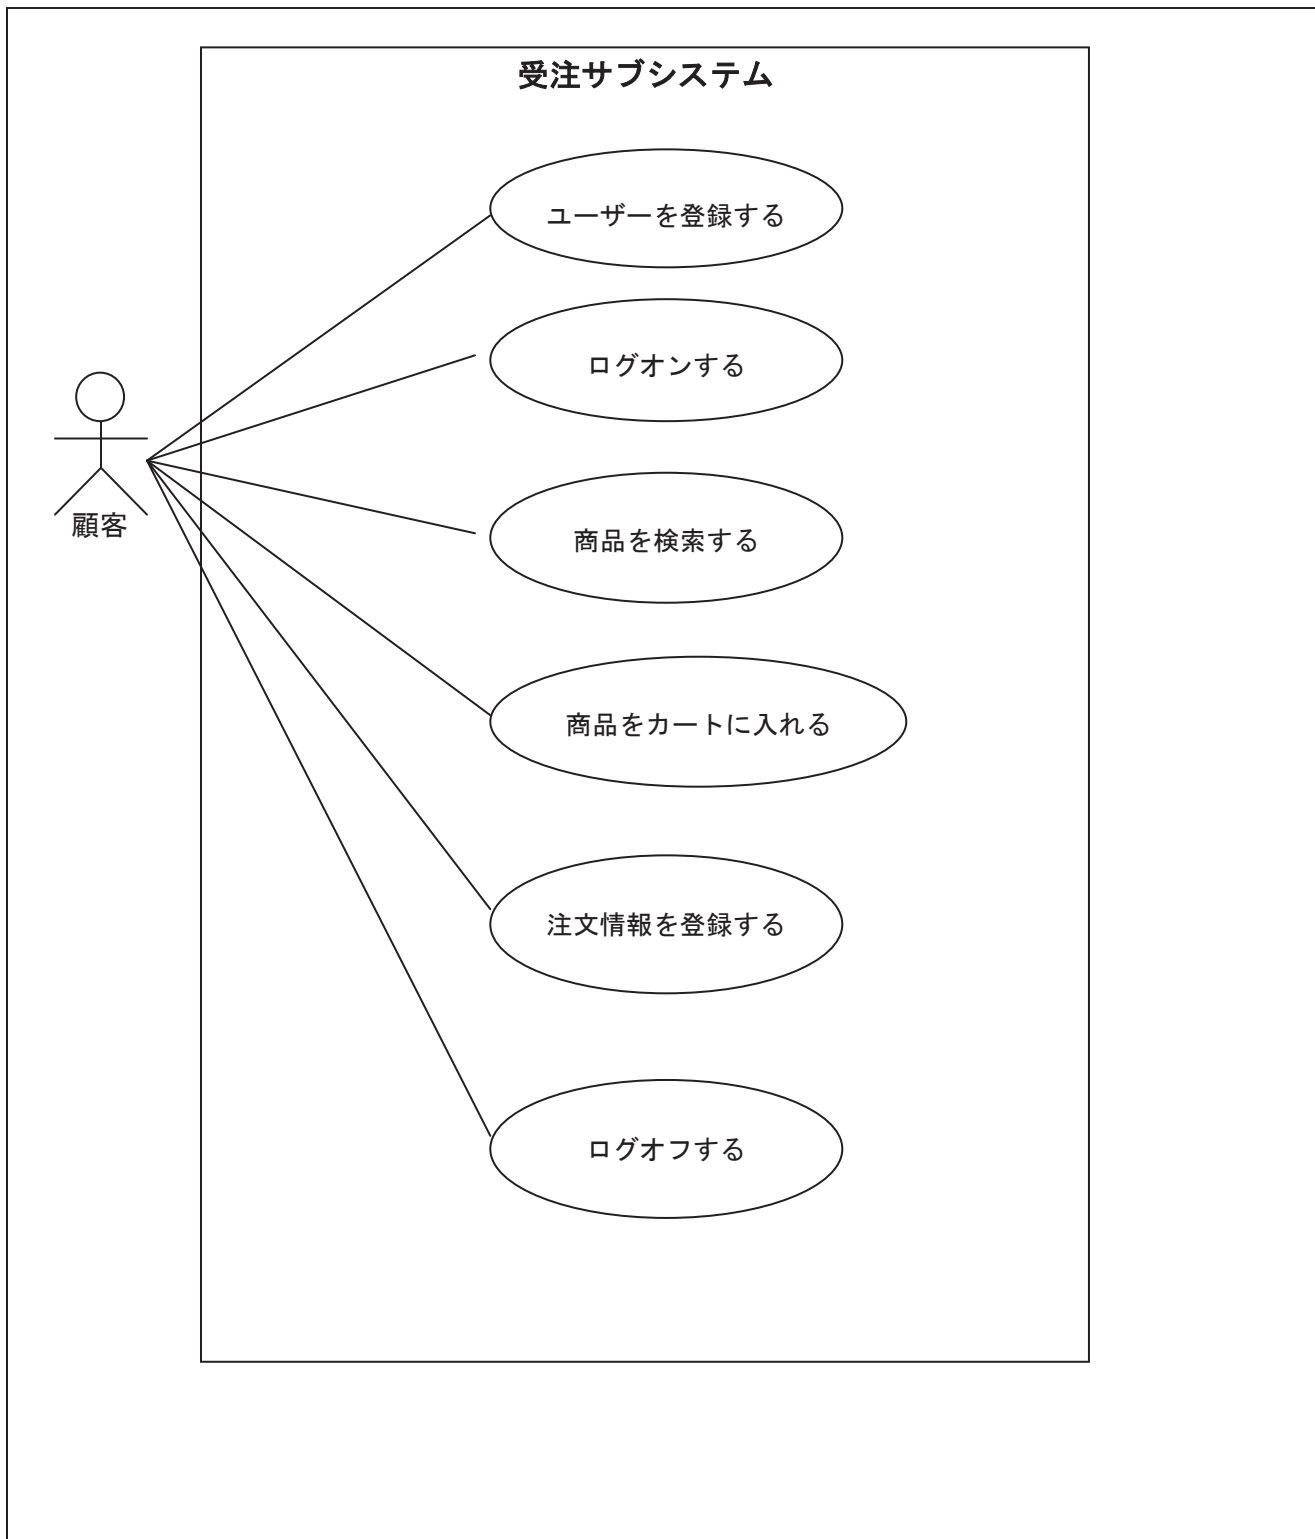 受注サブシステム
ユーザーを登録する
ログオンする
顧客
商品を検索する
商品をカートに入れる
注文情報を登録する
ログオフする